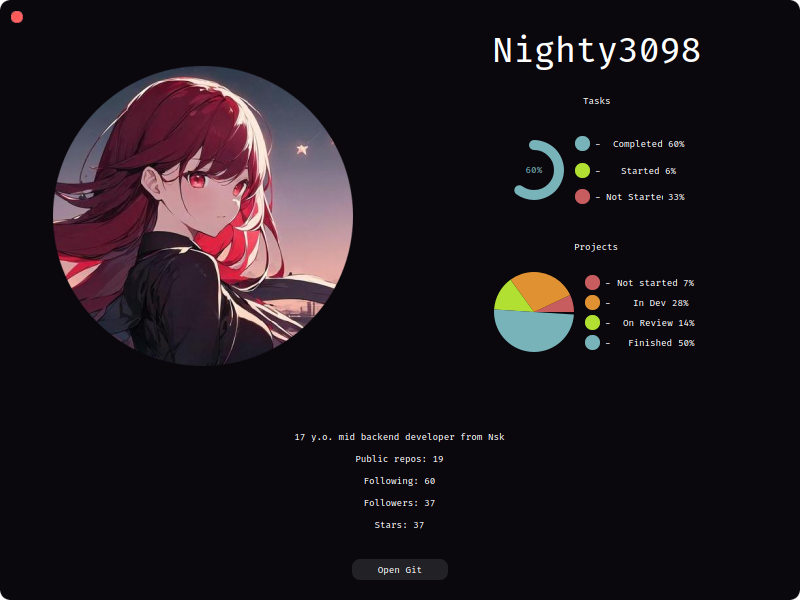 Nighty3098
Tasks
60%
- Completed 60%
- Started 6%
- Not Starte 33%
Projects
- Not started 7%
- In Dev 28%
- On Review 14%
- Finished 50%
17 y.o. mid backend developer from Nsk
Public repos: 19
Following: 60
Followers: 37
Stars: 37
Open Git